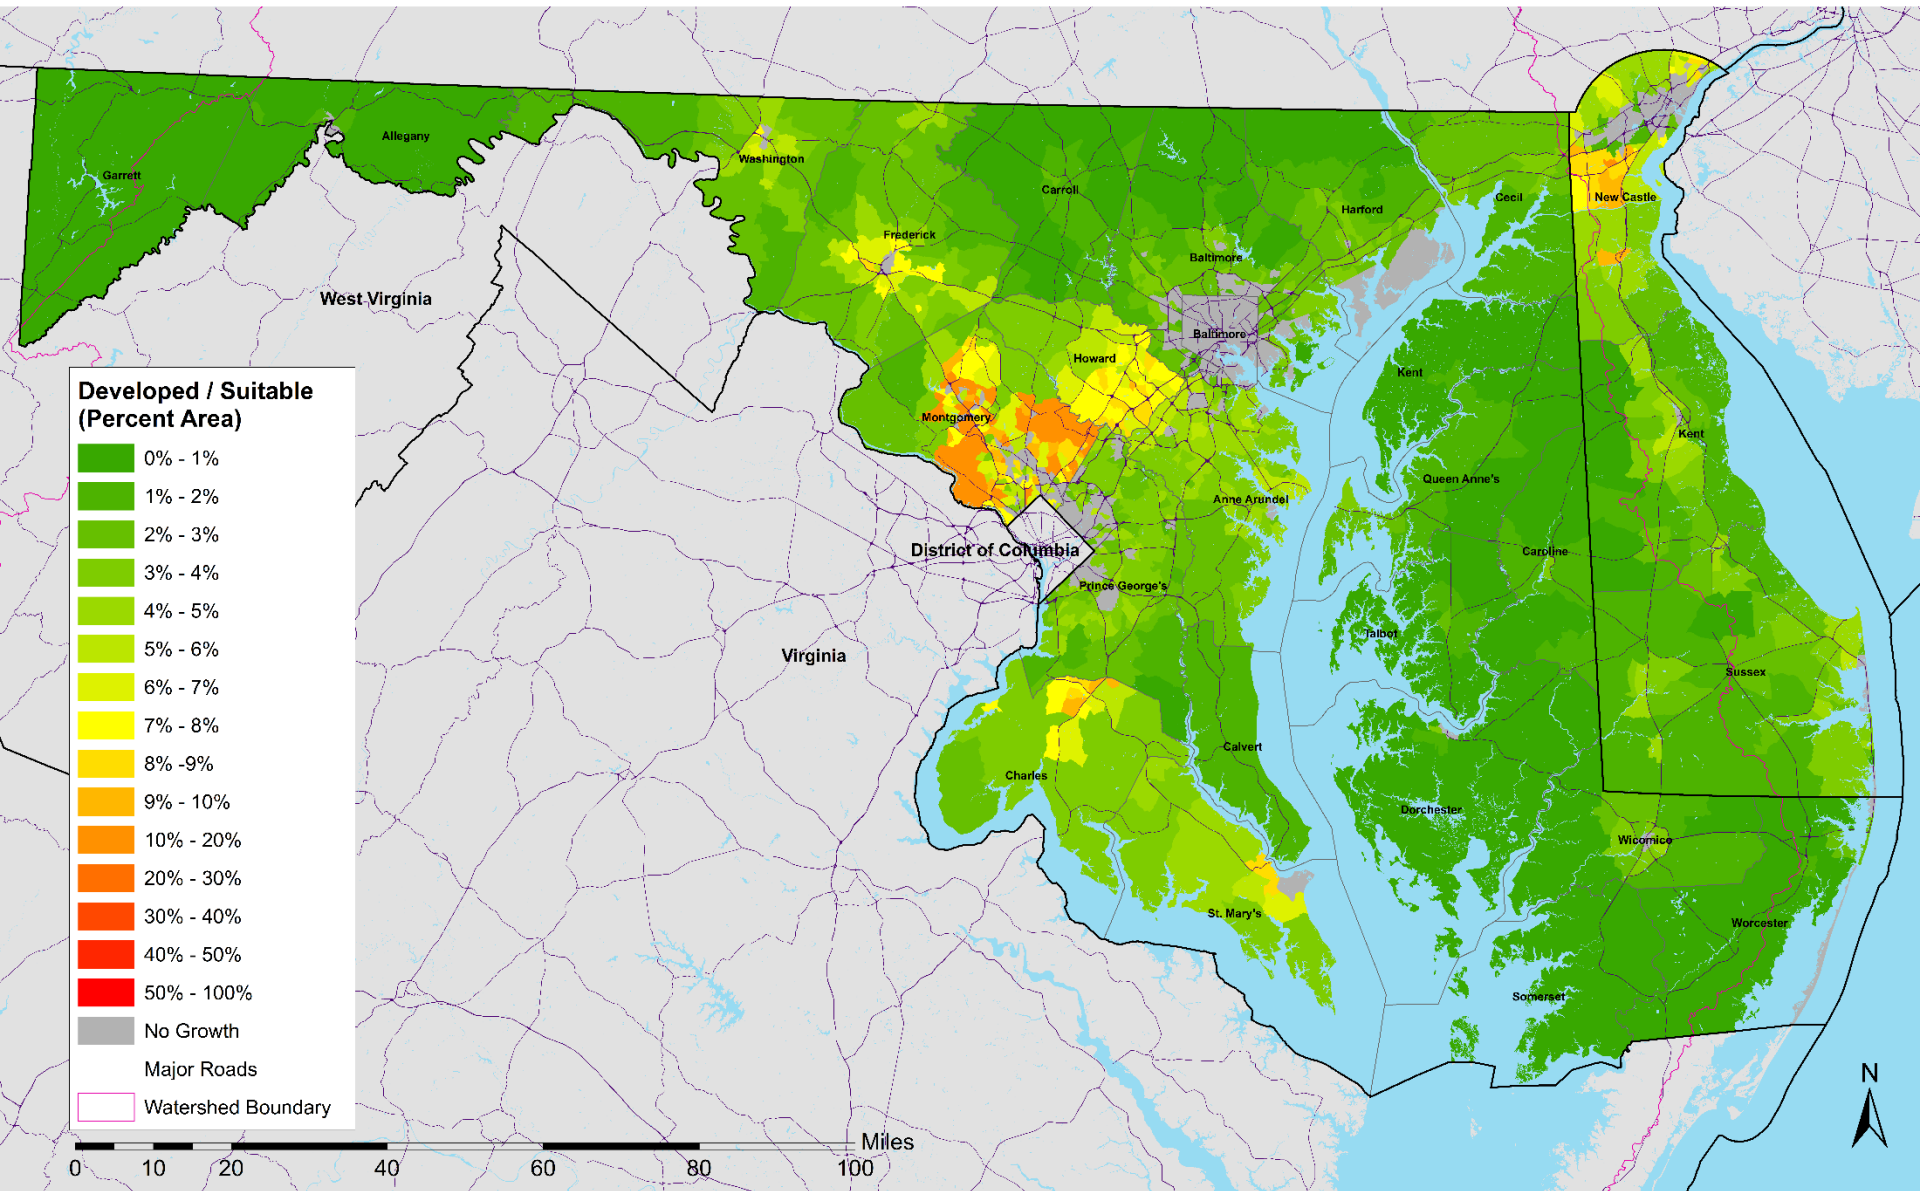 Garrett
Allegany
Washington
Frederick
Carroll
Harford
Cecil
New Castle
Baltimore
Baltimore
West Virginia
Howard
Montgomery
Kent
Kent
Queen Anne's
Anne Arundel
District of Columbia
Caroline
Prince George's
Talbot
Virginia
Sussex
Calvert
Charles
Dorchester
Wicomico
St. Mary's
Worcester
Somerset
Developed / Suitable
(Percent Area)
0% - 1%
1% - 2%
2% - 3%
3% - 4%
4% - 5%
5% - 6%
6% - 7%
7% - 8%
8% -9%
9% - 10%
10% - 20%
20% - 30%
30% - 40%
40% - 50%
50% - 100%
No Growth
Major Roads
Watershed Boundary
Miles
0 10 20 40 60 80 100
N